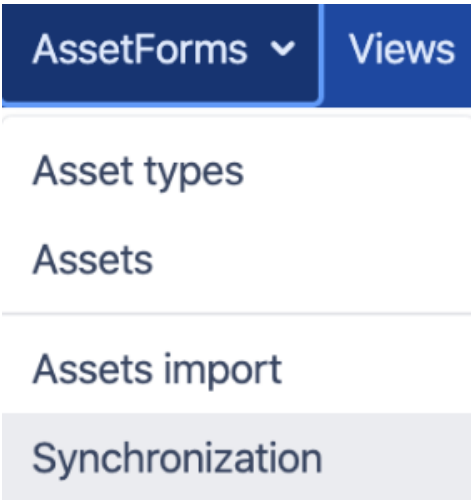 AssetForms Views
Asset types
Assets
Assets import
Synchronization